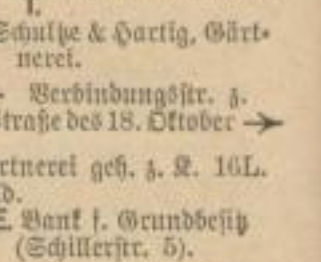 I.
Schultze & Hartig, Gärt-
nerei.
- Verbindungsstr. z.
Straße des 18. Oktober →
rtnerei geh. z. K. 16L.
d.
E. Bank f. Grundbesitz
(Schillerstr. 5).